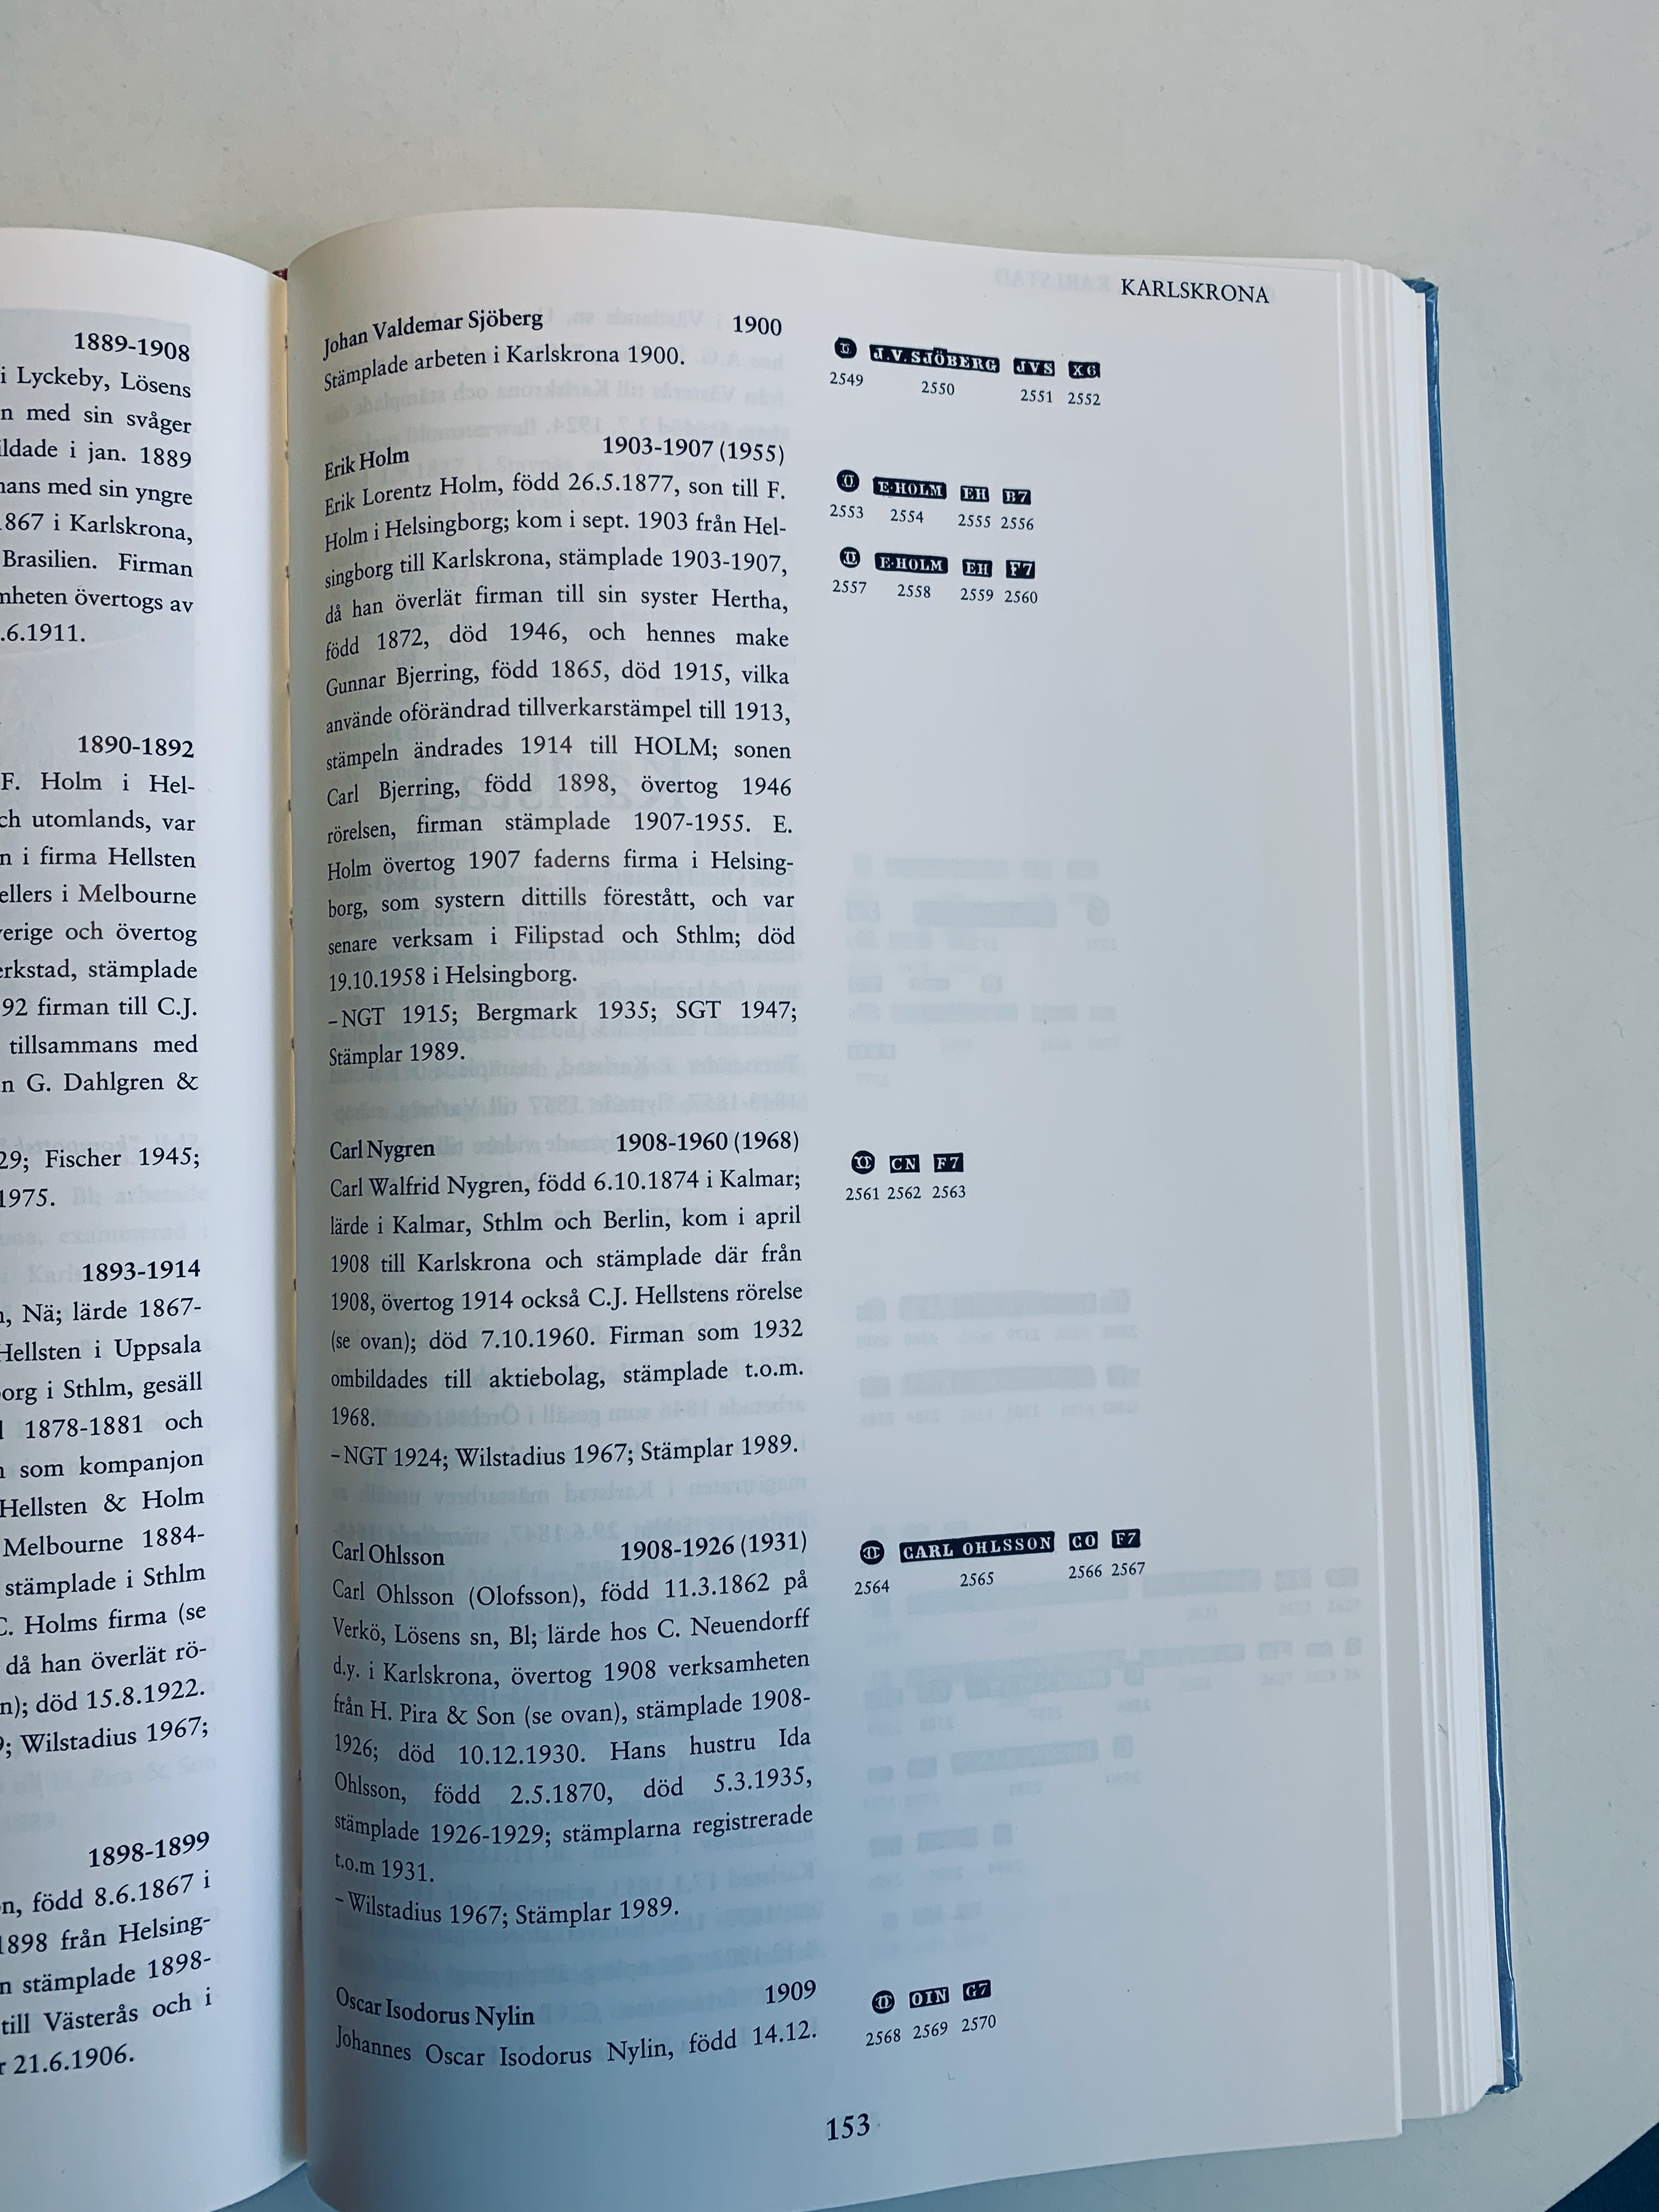 1889-1908
i Lyckeby, Lösens
n med sin svåger
ildade i jan. 1889
nans med sin yngre
.867 i Karlskrona,
Brasilien. Firman
nheten övertogs av
.6.1911.
1890-1892
F. Holm i Hel-
ch utomlands, var
n i firma Hellsten
ellers i Melbourne
verige och övertog
erkstad, stämplade
92 firman till C.J.
tillsammans med
n G. Dahlgren &
29; Fischer 1945;
1975.
1893-1914
n, Nä; lärde 1867-
Hellsten i Uppsala
org i Sthlm, gesäll
1878-1881 och
n som kompanjon
Hellsten & Holm
Melbourne 1884-
stämplade i Sthlm
C. Holms firma (se
då han överlät rö-
n); död 15.8.1922.
9; Wilstadius 1967;
1898-1899
n, född 8.6.1867 i
1898 från Helsing-
n stämplade 1898-
till Västerås och i
r 21.6.1906.
KARLSKRONA
Johan Valdemar Sjöberg 1900
Stämplade arbeten i Karlskrona 1900.
J.V.SJÖBERG JVS X6
2549 2550 2551 2552
Erik Holm 1903-1907 (1955)
Erik Lorentz Holm, född 26.5.1877, son till F.
Holm i Helsingborg; kom i sept. 1903 från Hel-
singborg till Karlskrona, stämplade 1903-1907,
då han överlät firman till sin syster Hertha,
född 1872, död 1946, och hennes make
Gunnar Bjerring, född 1865, död 1915, vilka
använde oförändrad tillverkarstämpel till 1913,
stämpeln ändrades 1914 till HOLM; sonen
Carl Bjerring, född 1898, övertog 1946
rörelsen, firman stämplade 1907-1955. E.
Holm övertog 1907 faderns firma i Helsing-
borg, som systern dittills förestått, och var
senare verksam i Filipstad och Sthlm; död
19.10.1958 i Helsingborg.
–NGT 1915; Bergmark 1935; SGT 1947;
Stämplar 1989.
E·HOLM EH B7
2553 2554 2555 2556
E·HOLM EH F7
2557 2558 2559 2560
Carl Nygren 1908-1960 (1968)
Carl Walfrid Nygren, född 6.10.1874 i Kalmar;
lärde i Kalmar, Sthlm och Berlin, kom i april
1908 till Karlskrona och stämplade där från
1908, övertog 1914 också C.J. Hellstens rörelse
(se ovan); död 7.10.1960. Firman som 1932
ombildades till aktiebolag, stämplade t.o.m.
1968.
–NGT 1924; Wilstadius 1967; Stämplar 1989.
CN F7
2561 2562 2563
Carl Ohlsson 1908-1926 (1931)
Carl Ohlsson (Olofsson), född 11.3.1862 på
Verkö, Lösens sn, Bl; lärde hos C. Neuendorff
d.y. i Karlskrona, övertog 1908 verksamheten
från H. Pira & Son (se ovan), stämplade 1908-
1926; död 10.12.1930. Hans hustru Ida
Ohlsson, född 2.5.1870, död 5.3.1935,
stämplade 1926-1929; stämplarna registrerade
t.o.m 1931.
–Wilstadius 1967; Stämplar 1989.
CARL OHLSSON CO F7
2564 2565 2566 2567
Oscar Isodorus Nylin 1909
Johannes Oscar Isodorus Nylin, född 14.12.
OIN G7
2568 2569 2570
153